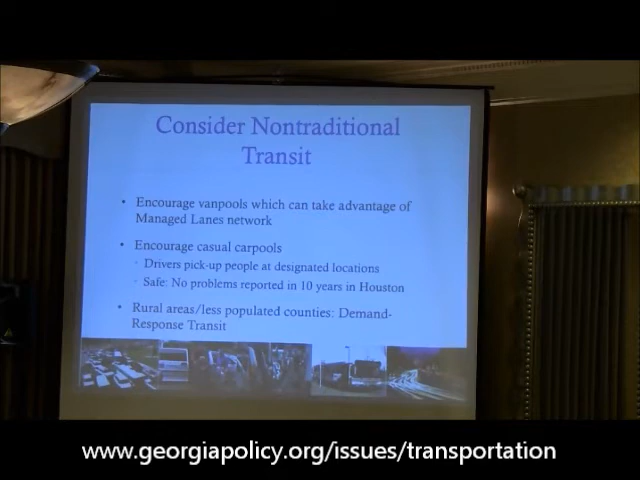 Consider Nontraditional
Transit
• Encourage vanpools which can take advantage of
Managed Lanes network
• Encourage casual carpools
◦ Drivers pick-up people at designated locations
◦ Safe: No problems reported in 10 years in Houston
• Rural areas/less populated counties: Demand-
Response Transit
www.georgiapolicy.org/issues/transportation